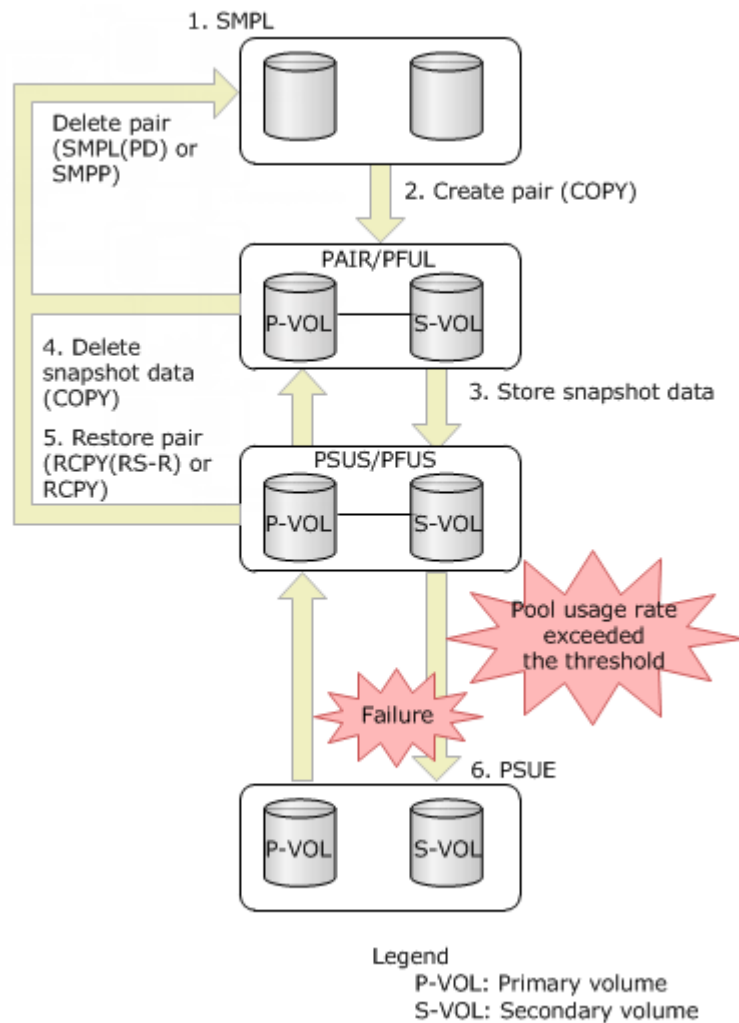 1. SMPL
Delete pair
(SMPL(PD) or
SMPP)
2. Create pair (COPY)
PAIR/PFUL
P-VOL
S-VOL
4. Delete
snapshot data
(COPY)
3. Store snapshot data
5. Restore pair
(RCPY(RS-R) or
RCPY)
PSUS/PFUS
P-VOL
S-VOL
Pool usage rate
exceeded
the threshold
Failure
6. PSUE
P-VOL
S-VOL
Legend
P-VOL: Primary volume
S-VOL: Secondary volume